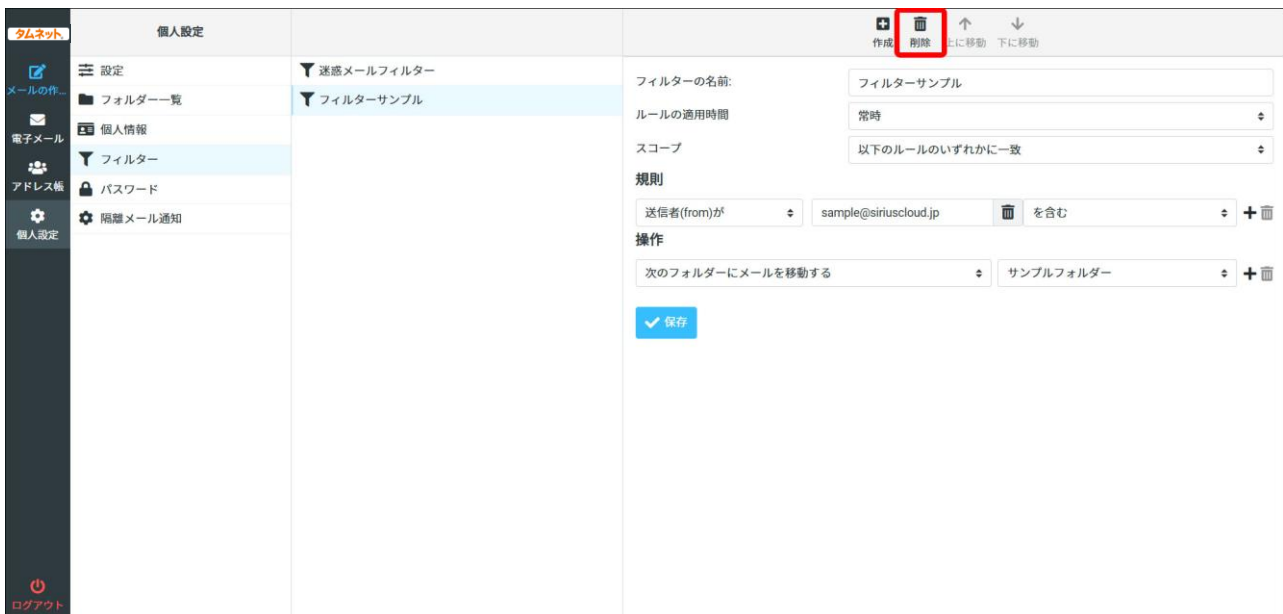 タムネット
個人設定
作成
削除
上に移動
下に移動
メールの作...
電子メール
アドレス帳
個人設定
ログアウト
設定
フォルダー一覧
個人情報
フィルター
パスワード
隔離メール通知
迷惑メールフィルター
フィルターサンプル
フィルターの名前: フィルターサンプル
ルールの適用時間 常時
スコープ 以下のルールのいずれかに一致
規則
送信者(from)が sample@siriuscloud.jp を含む
操作
次のフォルダーにメールを移動する サンプルフォルダー
保存